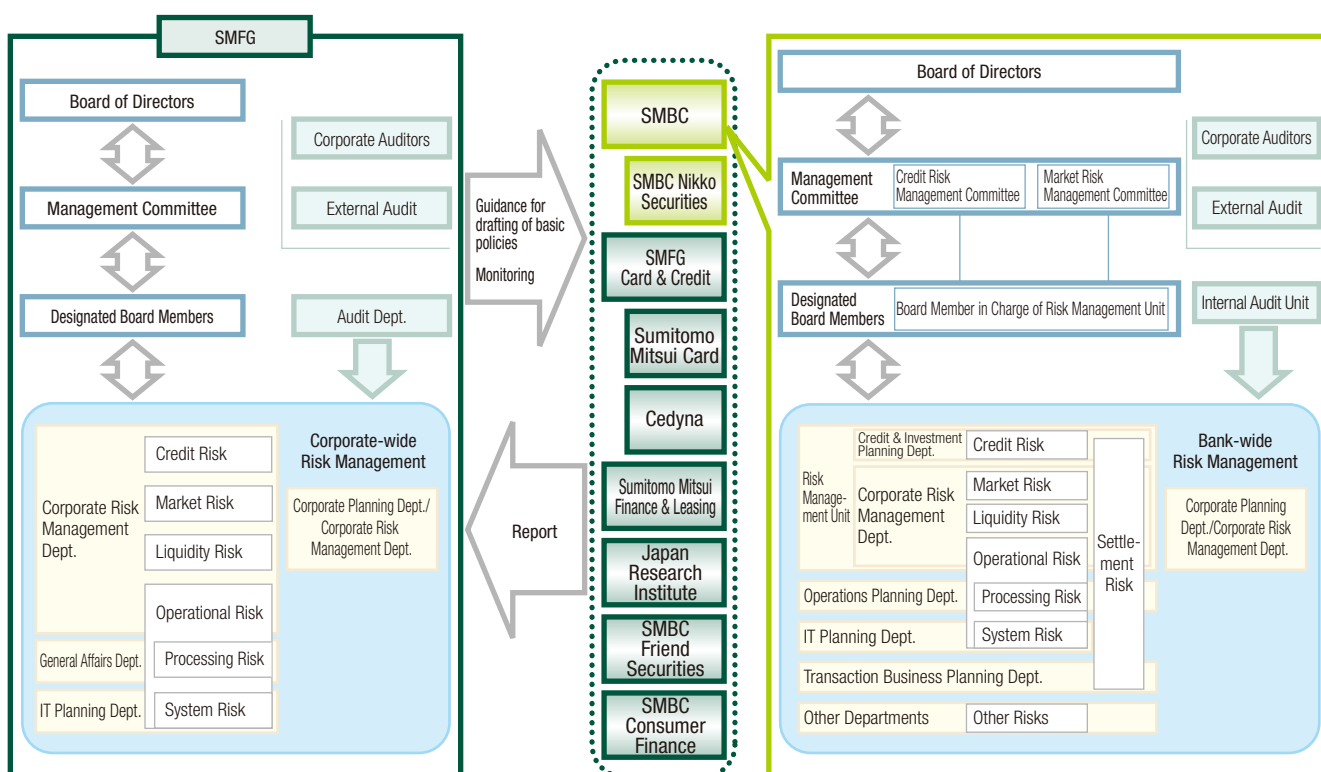 SMFG
Board of Directors
Corporate Auditors
Management Committee
External Audit
Designated Board Members
Audit Dept.
Corporate Risk
Management
Dept.
Credit Risk
Market Risk
Liquidity Risk
Operational Risk
General Affairs Dept.
Processing Risk
IT Planning Dept.
System Risk
Corporate-wide
Risk Management
Corporate Planning Dept./
Corporate Risk
Management Dept.
Guidance for
drafting of basic
policies
Monitoring
Report
SMBC
SMBC Nikko
Securities
SMFG
Card & Credit
Sumitomo
Mitsui Card
Cedyna
Sumitomo Mitsui
Finance & Leasing
Japan
Research
Institute
SMBC
Friend
Securities
SMBC
Consumer
Finance
Board of Directors
Corporate Auditors
Management
Committee
Credit Risk
Management Committee
Market Risk
Management Committee
External Audit
Designated
Board Members
Board Member in Charge of Risk Management Unit
Internal Audit Unit
Risk
Manage-
ment Unit
Credit & Investment
Planning Dept.
Credit Risk
Corporate Risk
Management
Dept.
Market Risk
Liquidity Risk
Operational Risk
Settle-
ment
Risk
Operations Planning Dept.
Processing Risk
IT Planning Dept.
System Risk
Transaction Business Planning Dept.
Other Departments
Other Risks
Bank-wide
Risk Management
Corporate Planning
Dept./Corporate Risk
Management Dept.